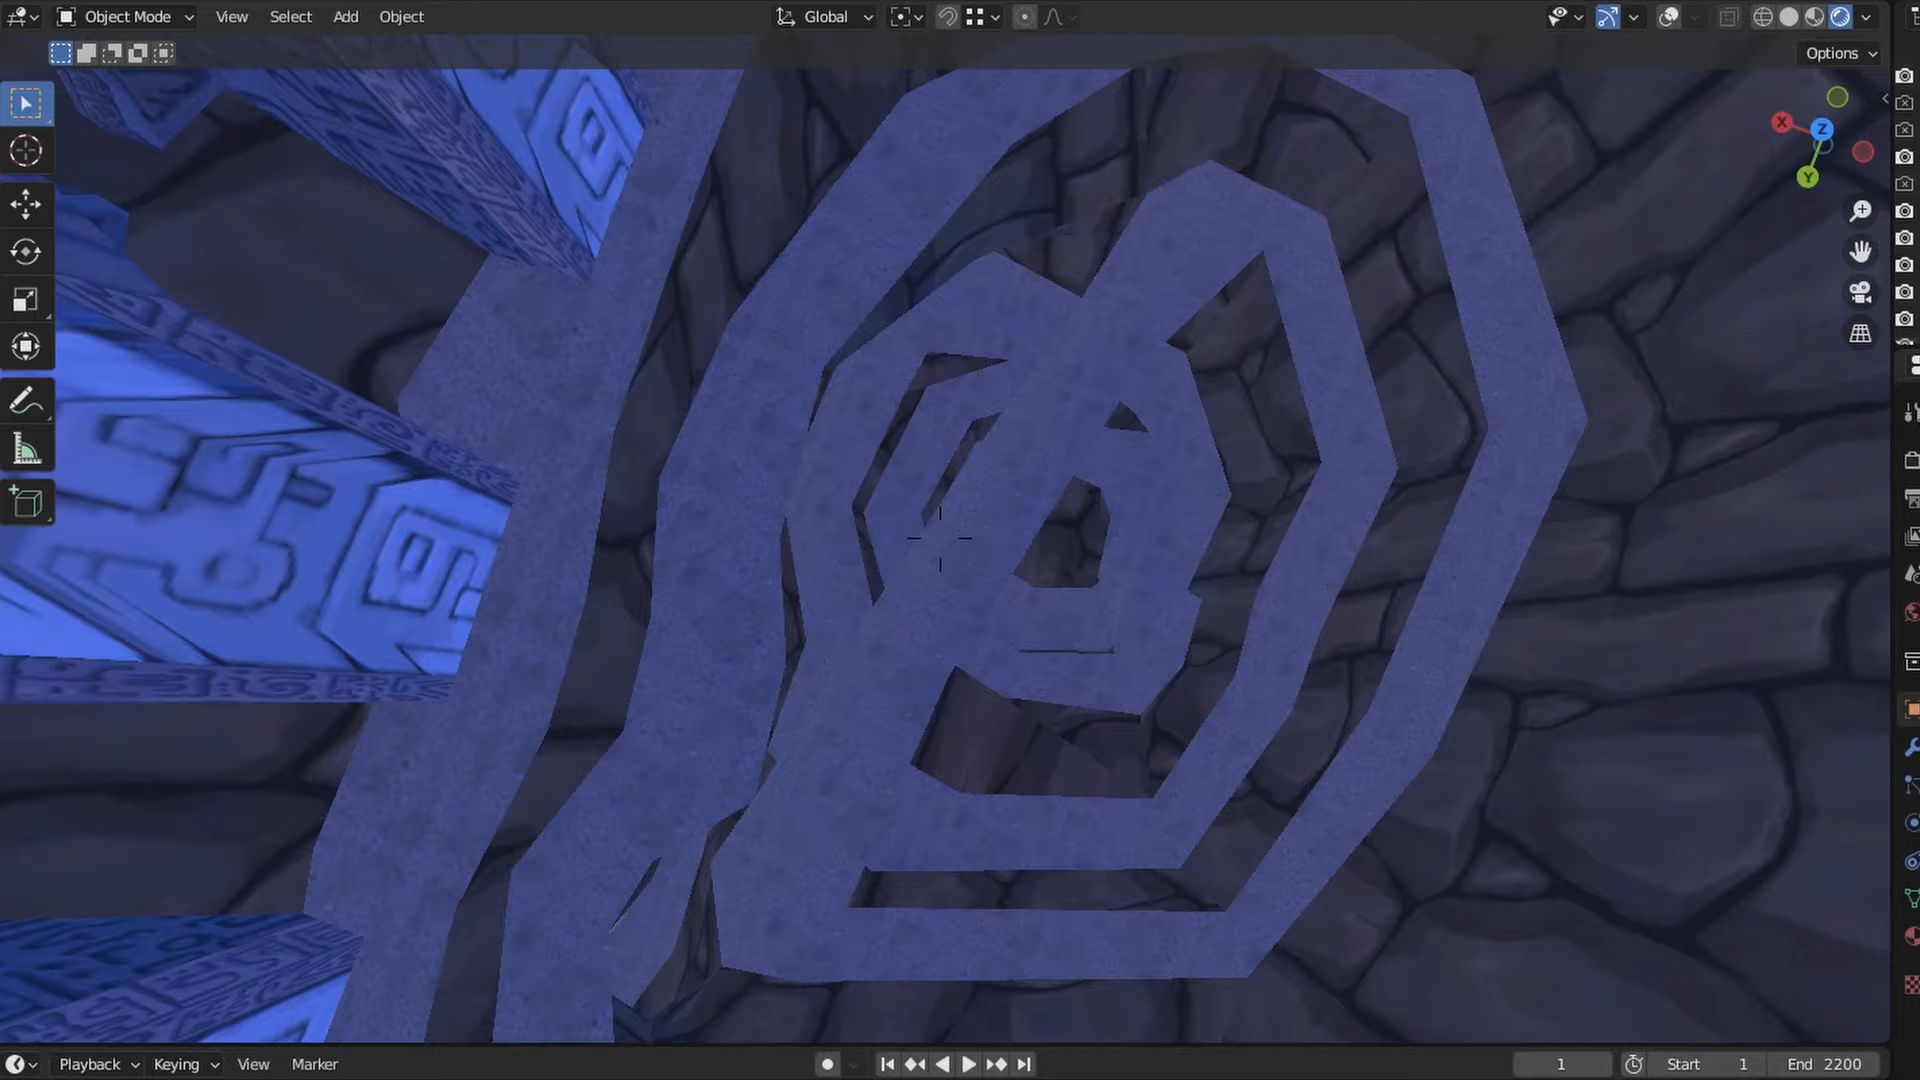 Object Mode View Select Add Object Global
Options
X Z
Y
Playback Keying View Marker 1 Start 1 End 2200